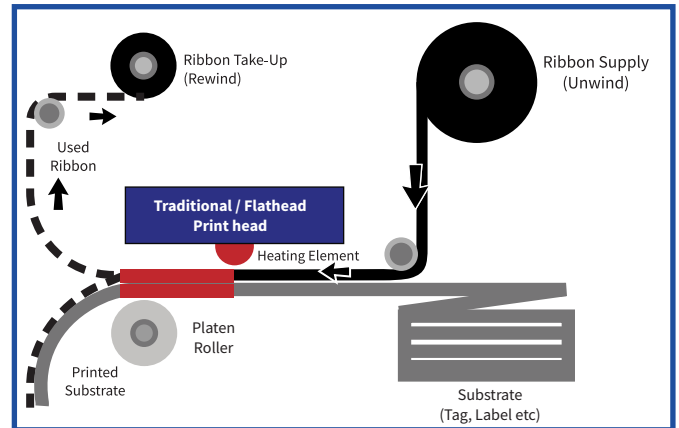 Ribbon Take-Up
(Rewind)
Ribbon Supply
(Unwind)
Used
Ribbon
Traditional / Flathead
Print head
Heating Element
Platen
Roller
Printed
Substrate
Substrate
(Tag, Label etc)